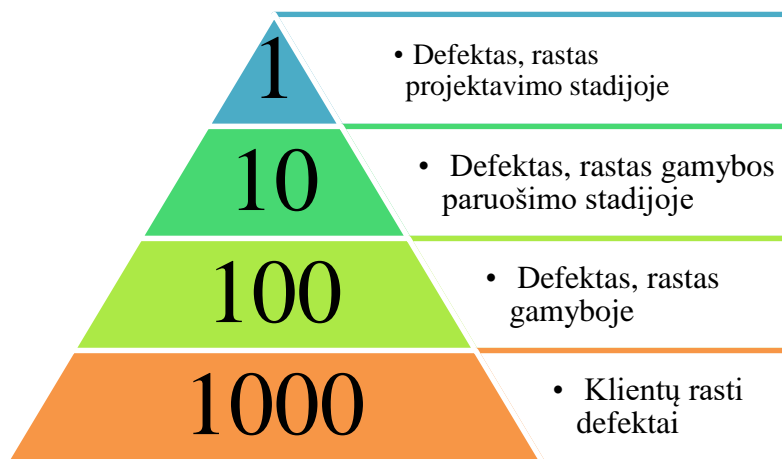 1
• Defektas, rastas
projektavimo stadijoje
10
• Defektas, rastas gamybos
paruošimo stadijoje
100
• Defektas, rastas
gamyboje
1000
• Klientų rasti
defektai